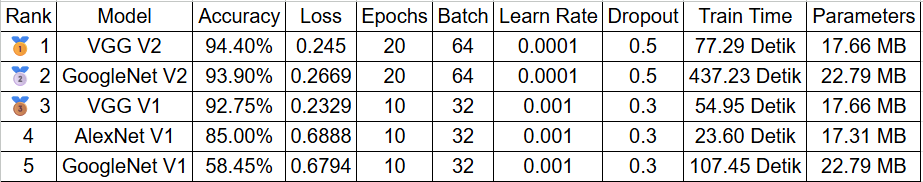 Rank Model Accuracy Loss Epochs Batch Learn Rate Dropout Train Time Parameters
🥇 1 VGG V2 94.40% 0.245 20 64 0.0001 0.5 77.29 Detik 17.66 MB
🥈 2 GoogleNet V2 93.90% 0.2669 20 64 0.0001 0.5 437.23 Detik 22.79 MB
🥉 3 VGG V1 92.75% 0.2329 10 32 0.001 0.3 54.95 Detik 17.66 MB
4 AlexNet V1 85.00% 0.6888 10 32 0.001 0.3 23.60 Detik 17.31 MB
5 GoogleNet V1 58.45% 0.6794 10 32 0.001 0.3 107.45 Detik 22.79 MB